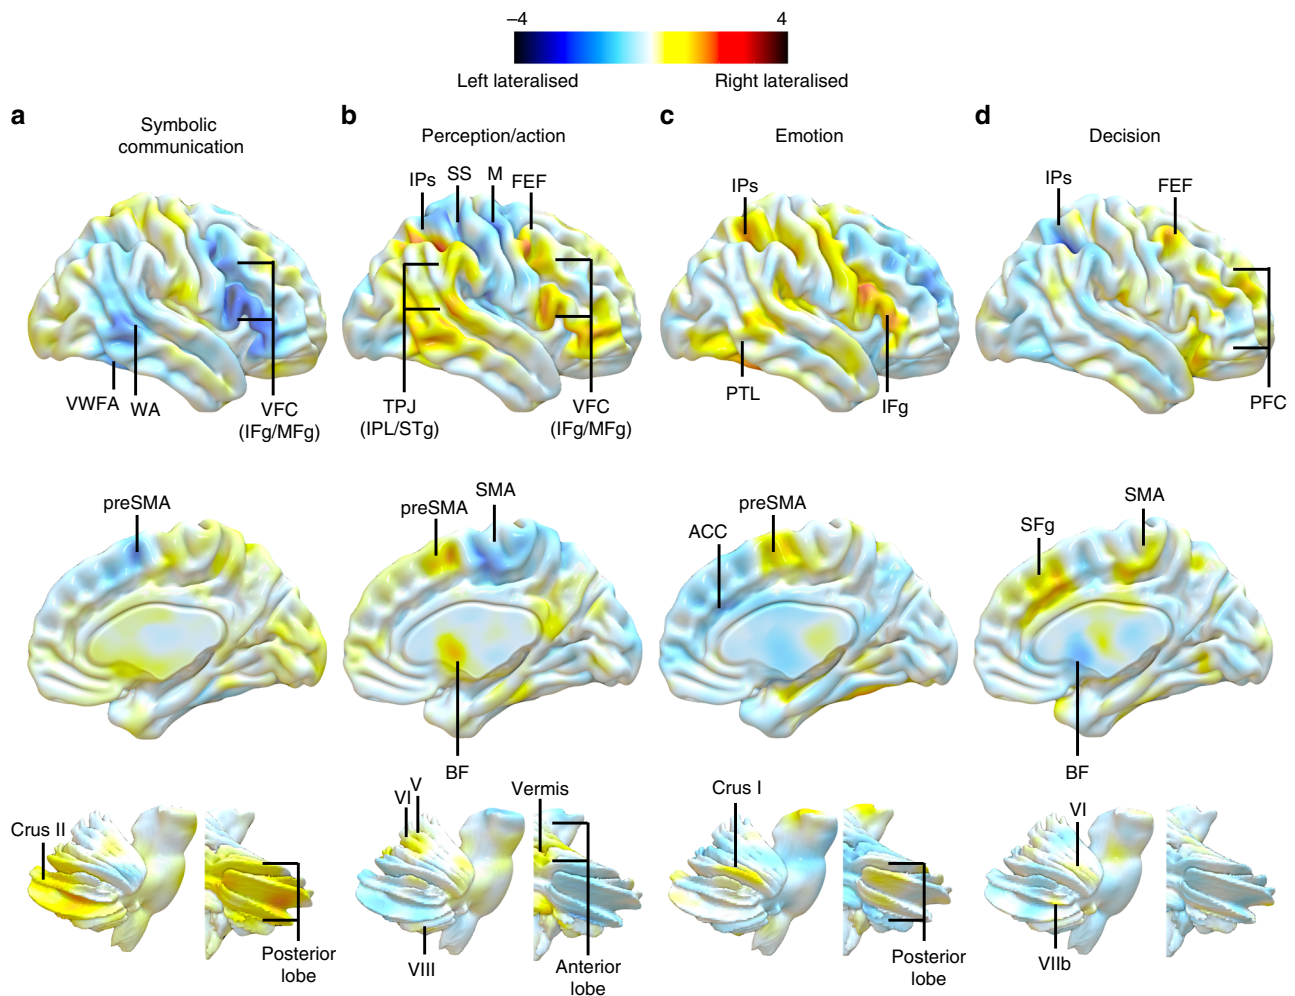 –4 4
Left lateralised Right lateralised
a b c d
Symbolic
communication
Perception/action
Emotion
Decision
VWFA WA VFC
(IFg/MFg)
IPs SS M FEF
TPJ
(IPL/STg)
VFC
(IFg/MFg)
IPs
PTL IFg
IPs FEF
PFC
preSMA
preSMA SMA
BF
ACC preSMA
SFg SMA
BF
Crus II
Posterior
lobe
VI V Vermis
VIII
Anterior
lobe
Crus I
Posterior
lobe
VI
VIIb